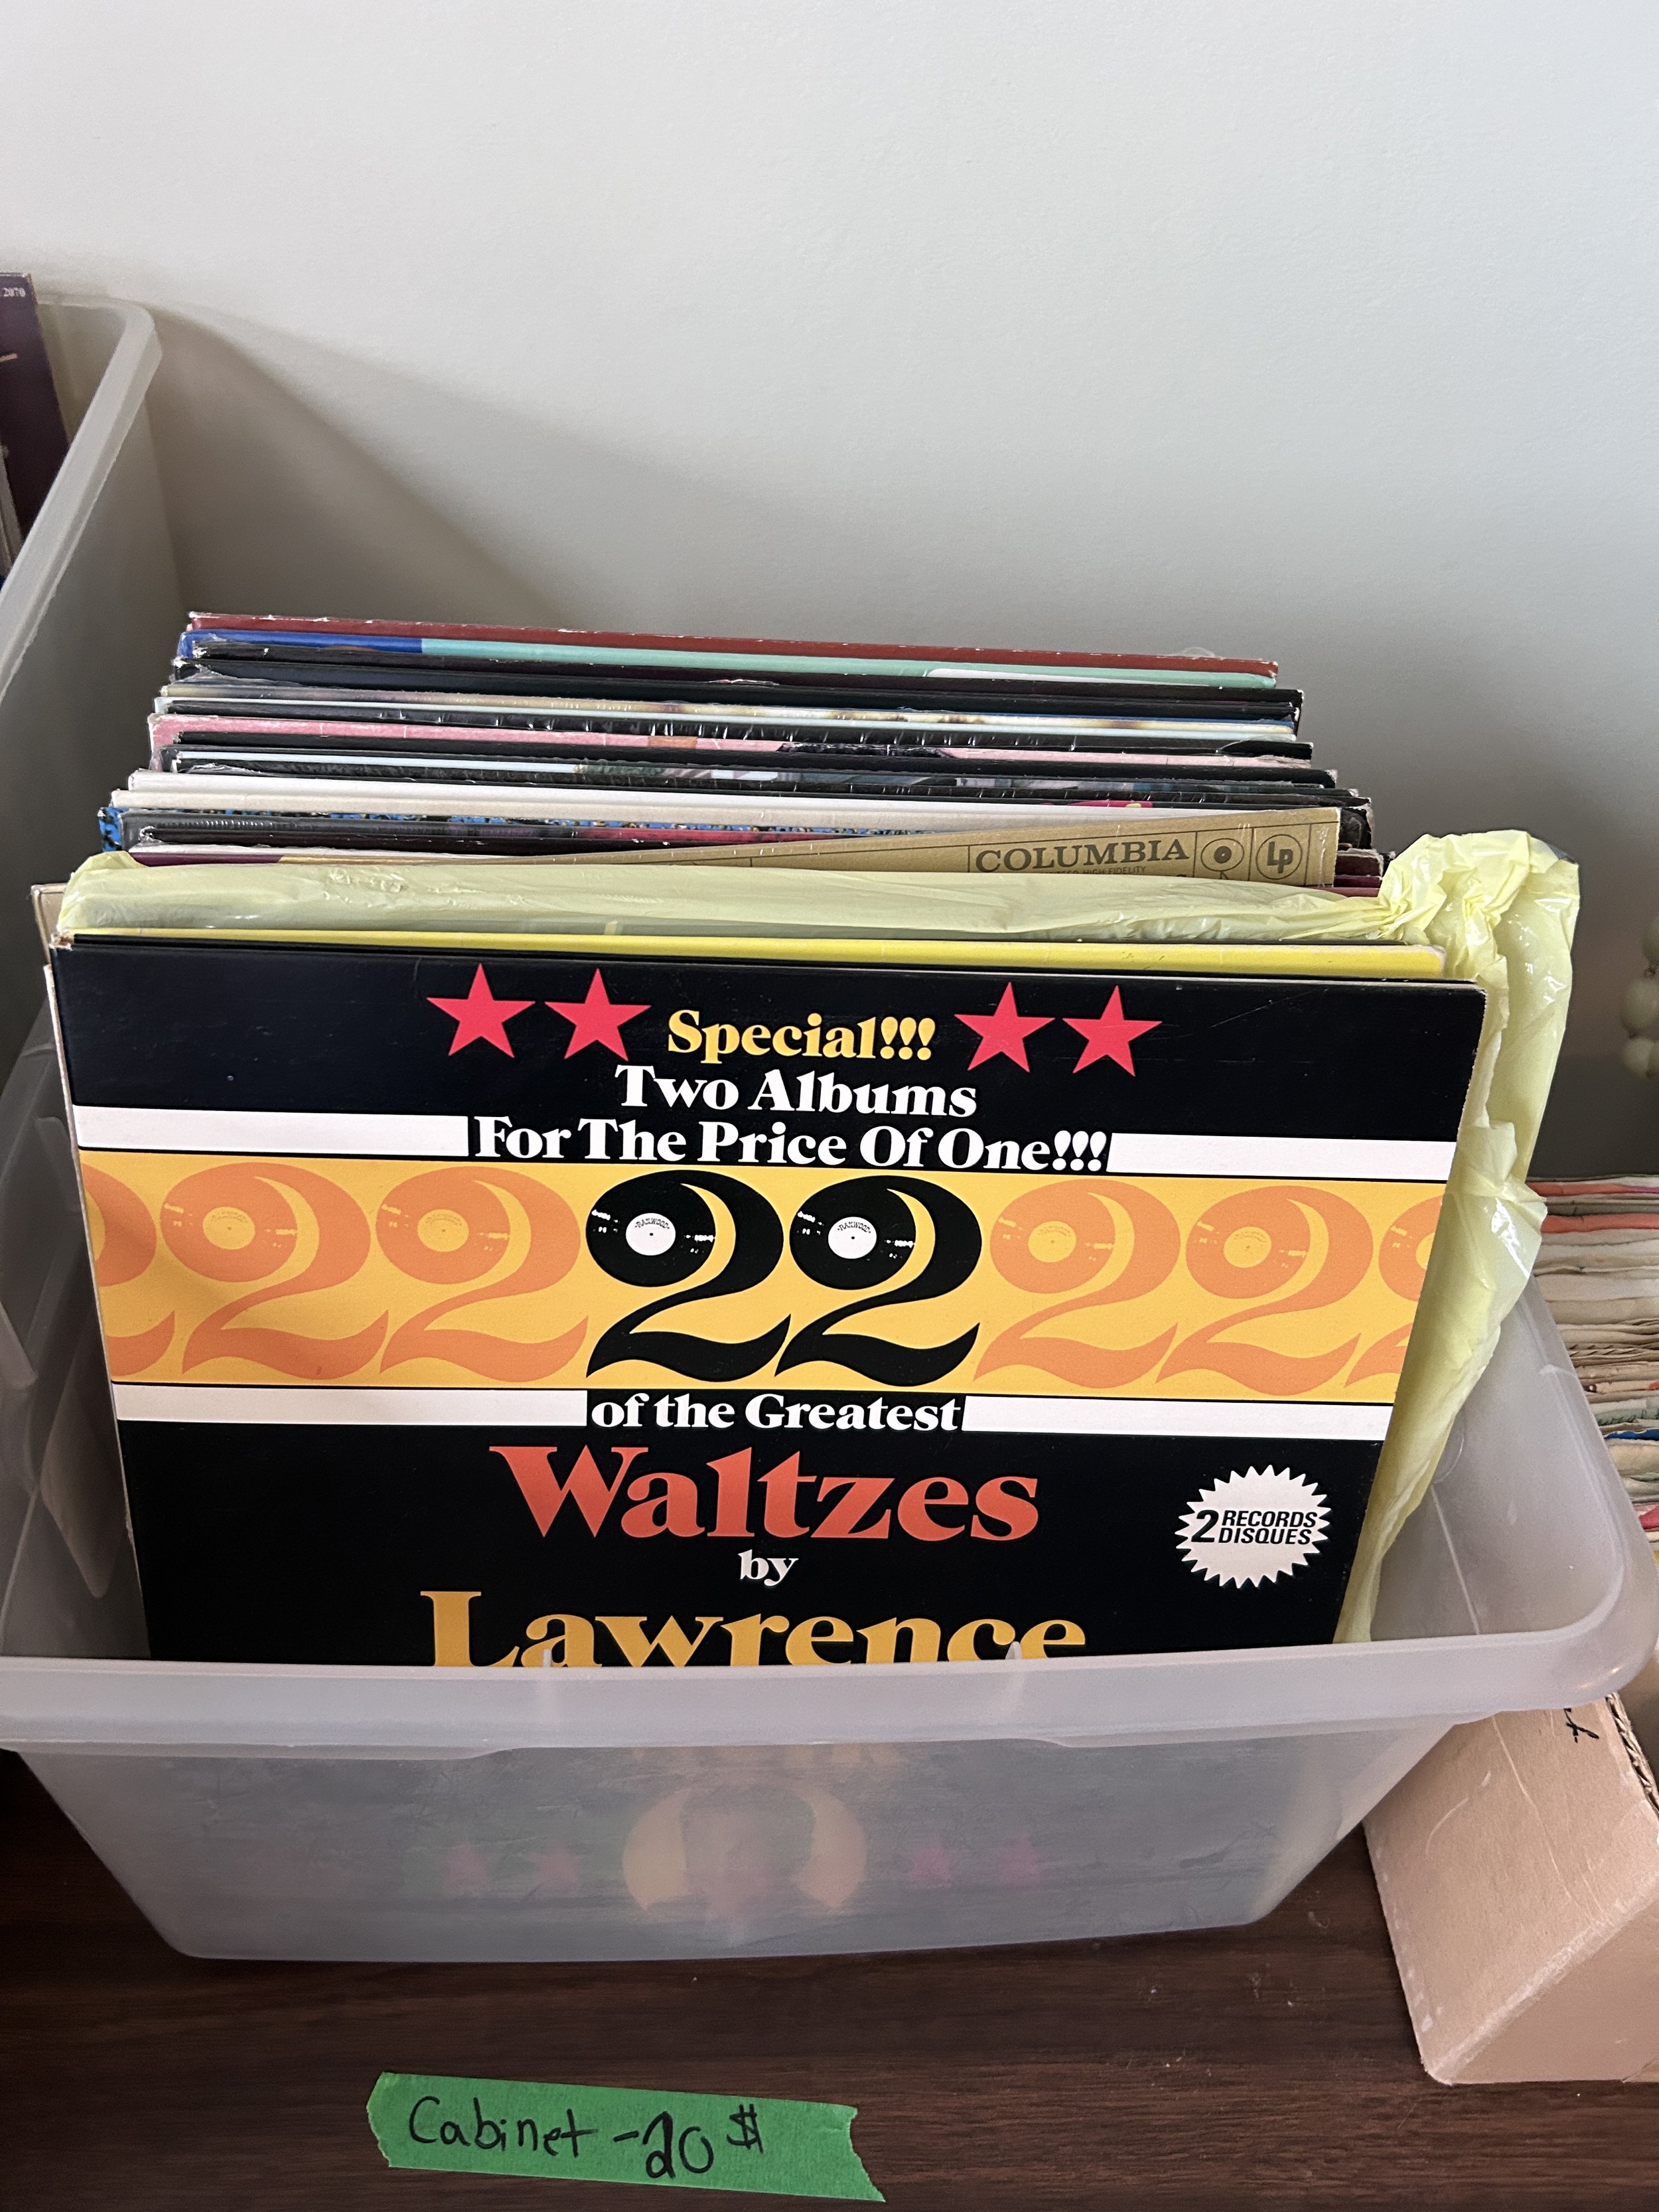 2070
COLUMBIA
Lp
Special!!!
Two Albums
For The Price Of One!!!
22
of the Greatest
Waltzes
by
Lawrence
2 RECORDS
DISQUES
Cabinet - 20 $